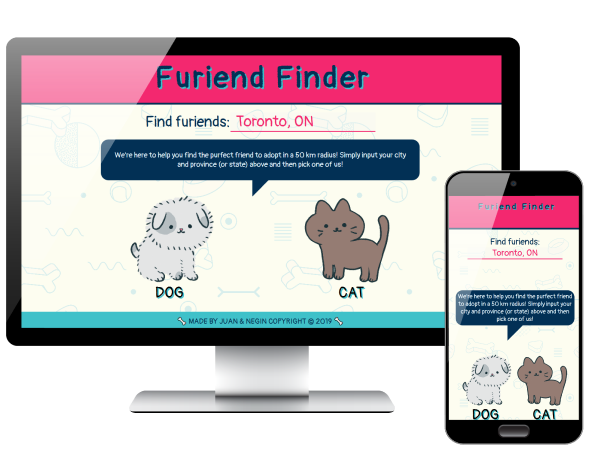 Furiend Finder
Find furiends: Toronto, ON
We're here to help you find the purfect friend to adopt in a 50 km radius! Simply input your city
and province (or state) above and then pick one of us!
DOG CAT
MADE BY JUAN & NEGIN COPYRIGHT © 2019
Furiend Finder
Find furiends:
Toronto, ON
We're here to help you find the purfect friend
to adopt in a 50 km radius! Simply input your
city and province (or state) above and then
pick one of us!
DOG CAT